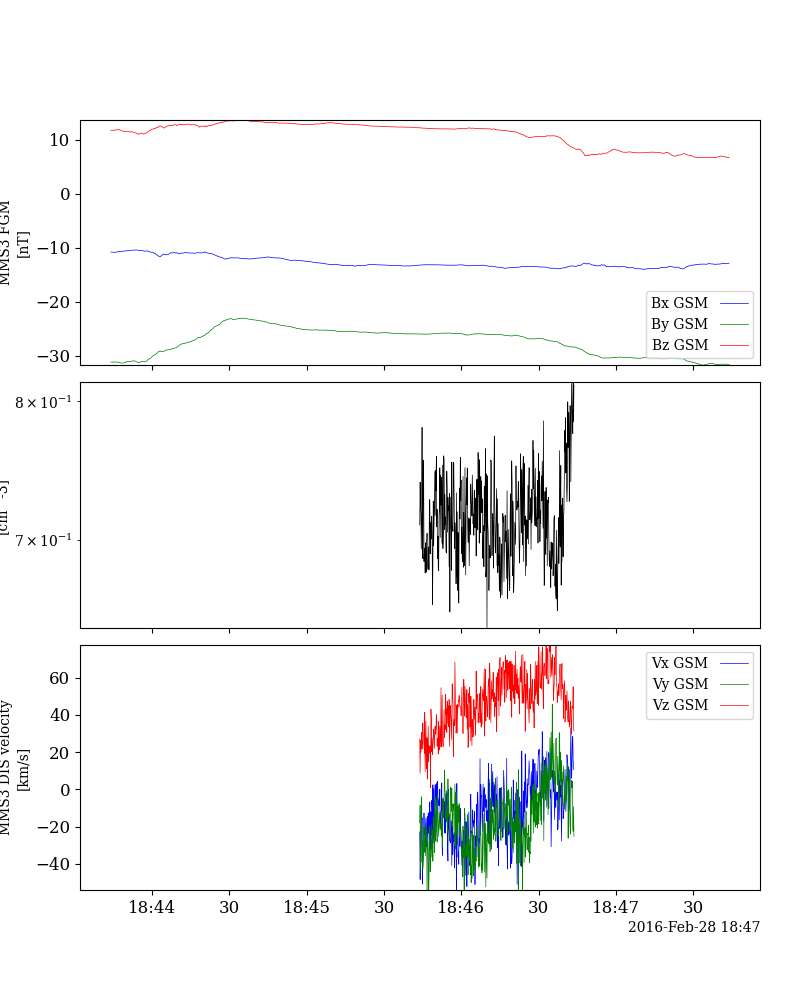 10
0
−10
−20
−30
MMS3 FGM
[nT]
Bx GSM
By GSM
Bz GSM
8 × 10⁻¹
7 × 10⁻¹
[cm -3]
60
40
20
0
−20
−40
MMS3 DIS velocity
[km/s]
Vx GSM
Vy GSM
Vz GSM
18:44 30 18:45 30 18:46 30 18:47 30
2016-Feb-28 18:47